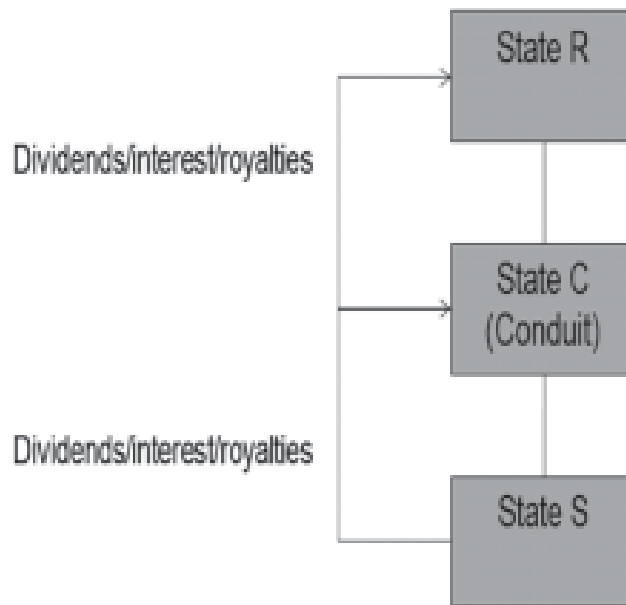 State R
Dividends/interest/royalties
State C
(Conduit)
Dividends/interest/royalties
State S